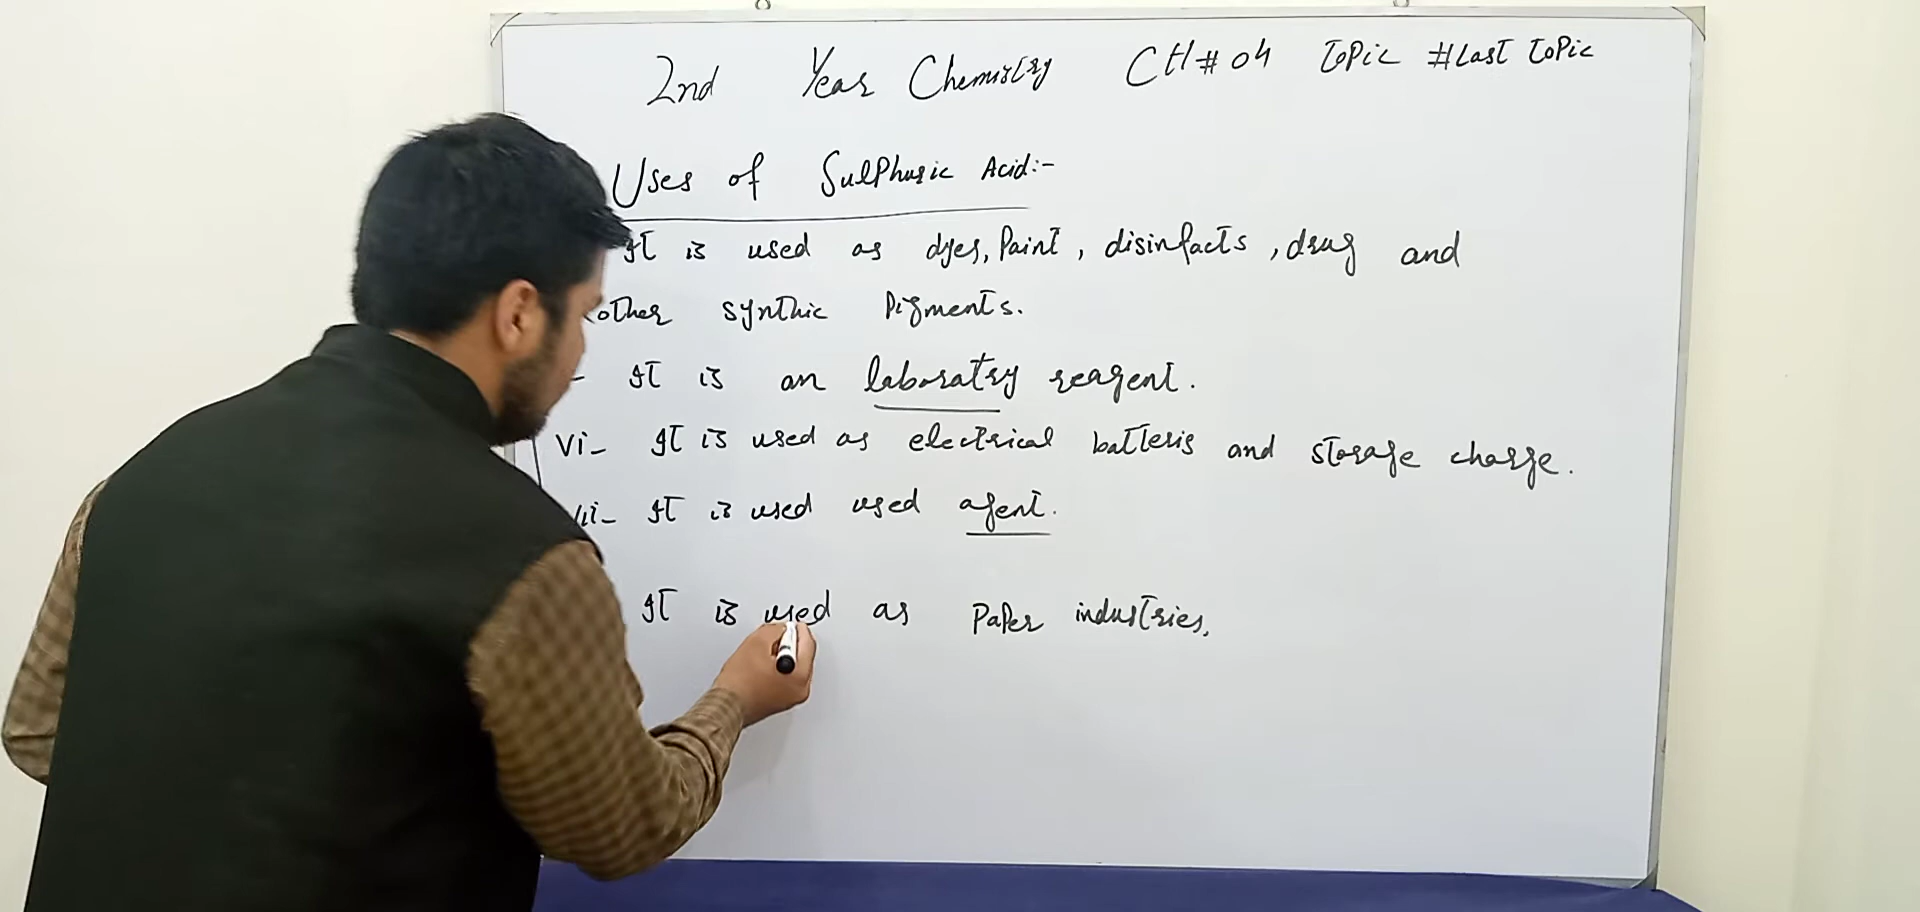 2nd Year Chemistry CH#04 Topic #Last Topic
Uses of Sulphuric Acid:-
It is used as dyes, Paint, disinfacts, drug and
other synthic Pigments.
- It is an laboratry reagent.
vi- It is used as electrical batteris and storage charge.
It is used used agent.
It is used as Paper industries,